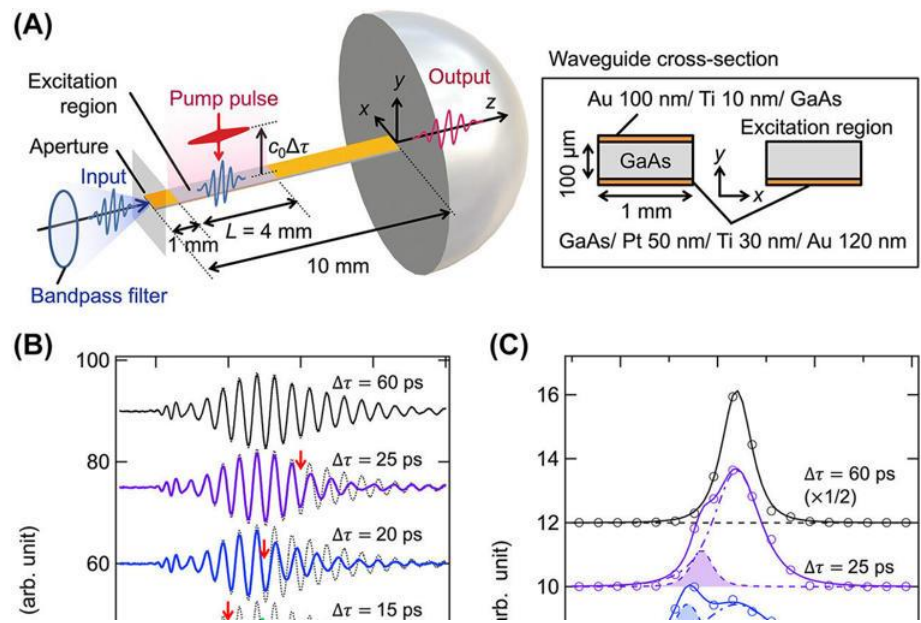 (A)
Excitation
region
Pump pulse
Aperture
Input
c₀Δτ
x
y
Output
z
1 mm
L = 4 mm
10 mm
Bandpass filter
Waveguide cross-section
Au 100 nm/ Ti 10 nm/ GaAs
Excitation region
100 μm
GaAs
y
x
1 mm
GaAs/ Pt 50 nm/ Ti 30 nm/ Au 120 nm
(B)
100
80
60
(arb. unit)
Δτ = 60 ps
Δτ = 25 ps
Δτ = 20 ps
Δτ = 15 ps
(C)
16
14
12
10
arb. unit)
Δτ = 60 ps
(×1/2)
Δτ = 25 ps